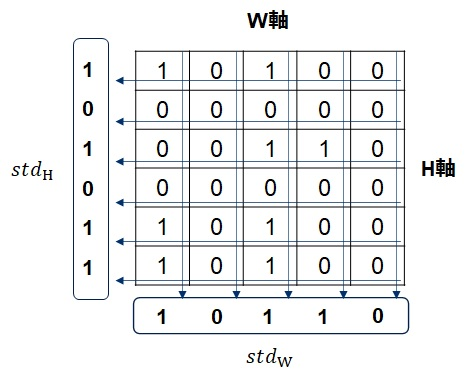 W軸
1 1 0 1 0 0
0 0 0 0 0 0
1 0 0 1 1 0
std_H H軸
0 0 0 0 0 0
1 1 0 1 0 0
1 1 0 1 0 0
1 0 1 1 0
std_W